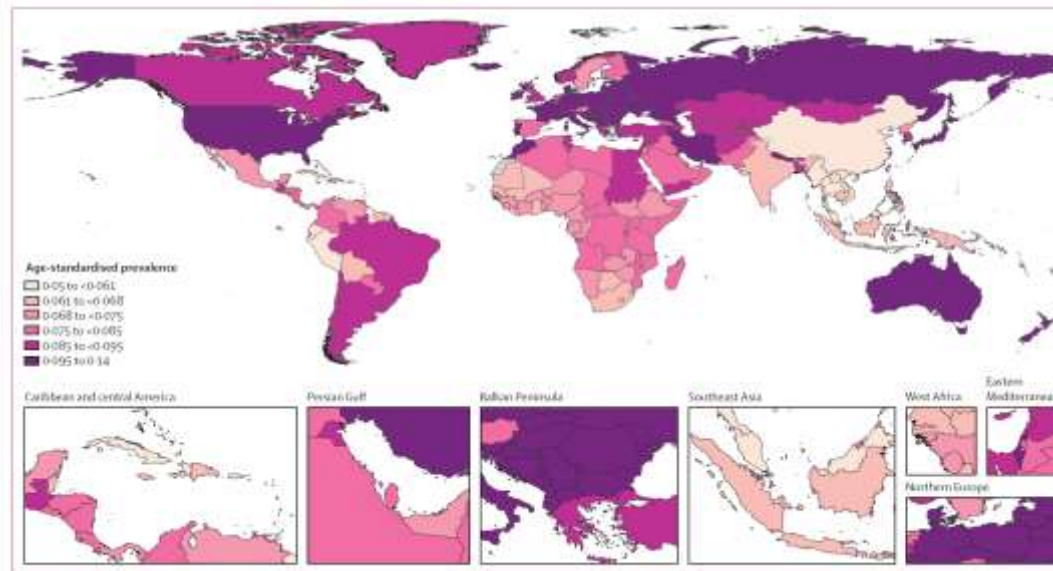 Age-standardised prevalence
0·05 to <0·061
0·061 to <0·068
0·068 to <0·075
0·075 to <0·085
0·085 to <0·095
0·095 to 0·14
Caribbean and central America
Persian Gulf
Balkan Peninsula
Southeast Asia
West Africa
Eastern
Mediterranean
Northern Europe